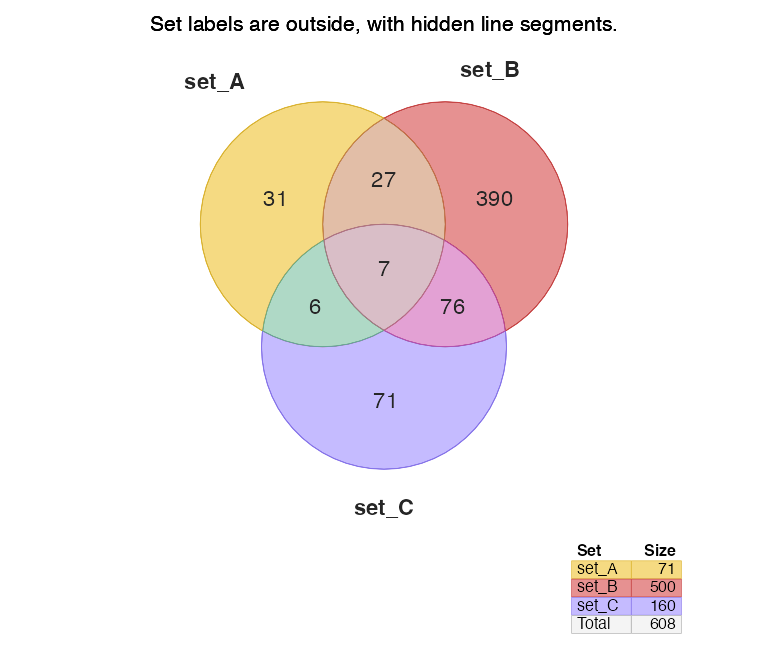 Set labels are outside, with hidden line segments.
set_A
set_B
31
27
390
7
6
76
71
set_C
Set Size
set_A 71
set_B 500
set_C 160
Total 608